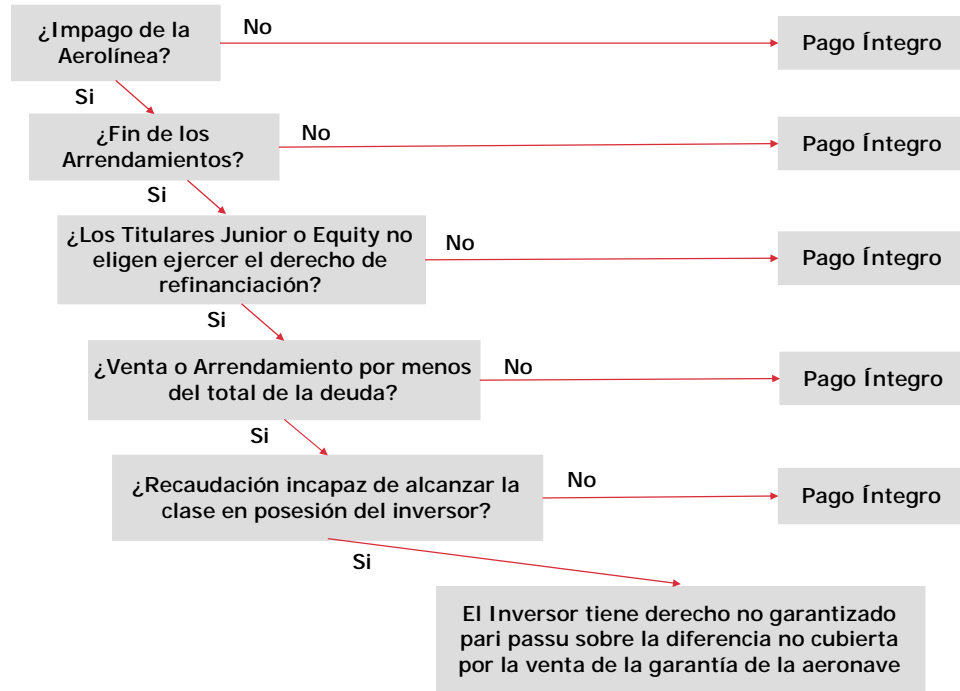 ¿Impago de la
Aerolínea?
No
Pago Íntegro
Si
¿Fin de los
Arrendamientos?
No
Pago Íntegro
Si
¿Los Titulares Junior o Equity no
eligen ejercer el derecho de
refinanciación?
No
Pago Íntegro
Si
¿Venta o Arrendamiento por menos
del total de la deuda?
No
Pago Íntegro
Si
¿Recaudación incapaz de alcanzar la
clase en posesión del inversor?
No
Pago Íntegro
Si
El Inversor tiene derecho no garantizado
pari passu sobre la diferencia no cubierta
por la venta de la garantía de la aeronave